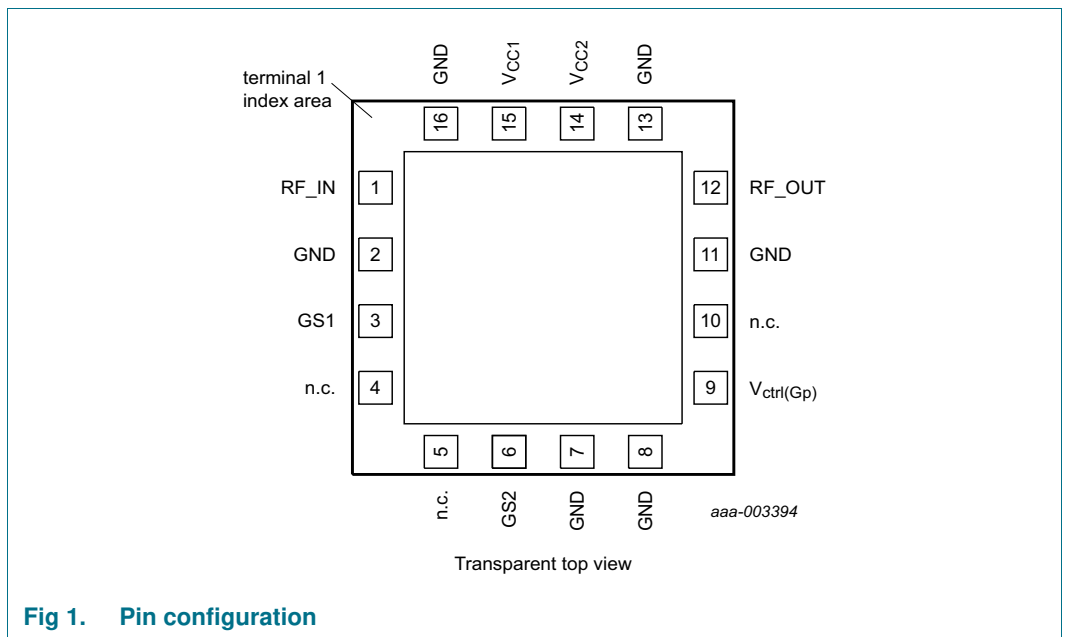 GND VCC1 VCC2 GND
terminal 1
index area
16 15 14 13
RF_IN 1 12 RF_OUT
GND 2 11 GND
GS1 3 10 n.c.
n.c. 4 9 Vctrl(Gp)
5 6 7 8
n.c. GS2 GND GND
aaa-003394
Transparent top view
Fig 1. Pin configuration